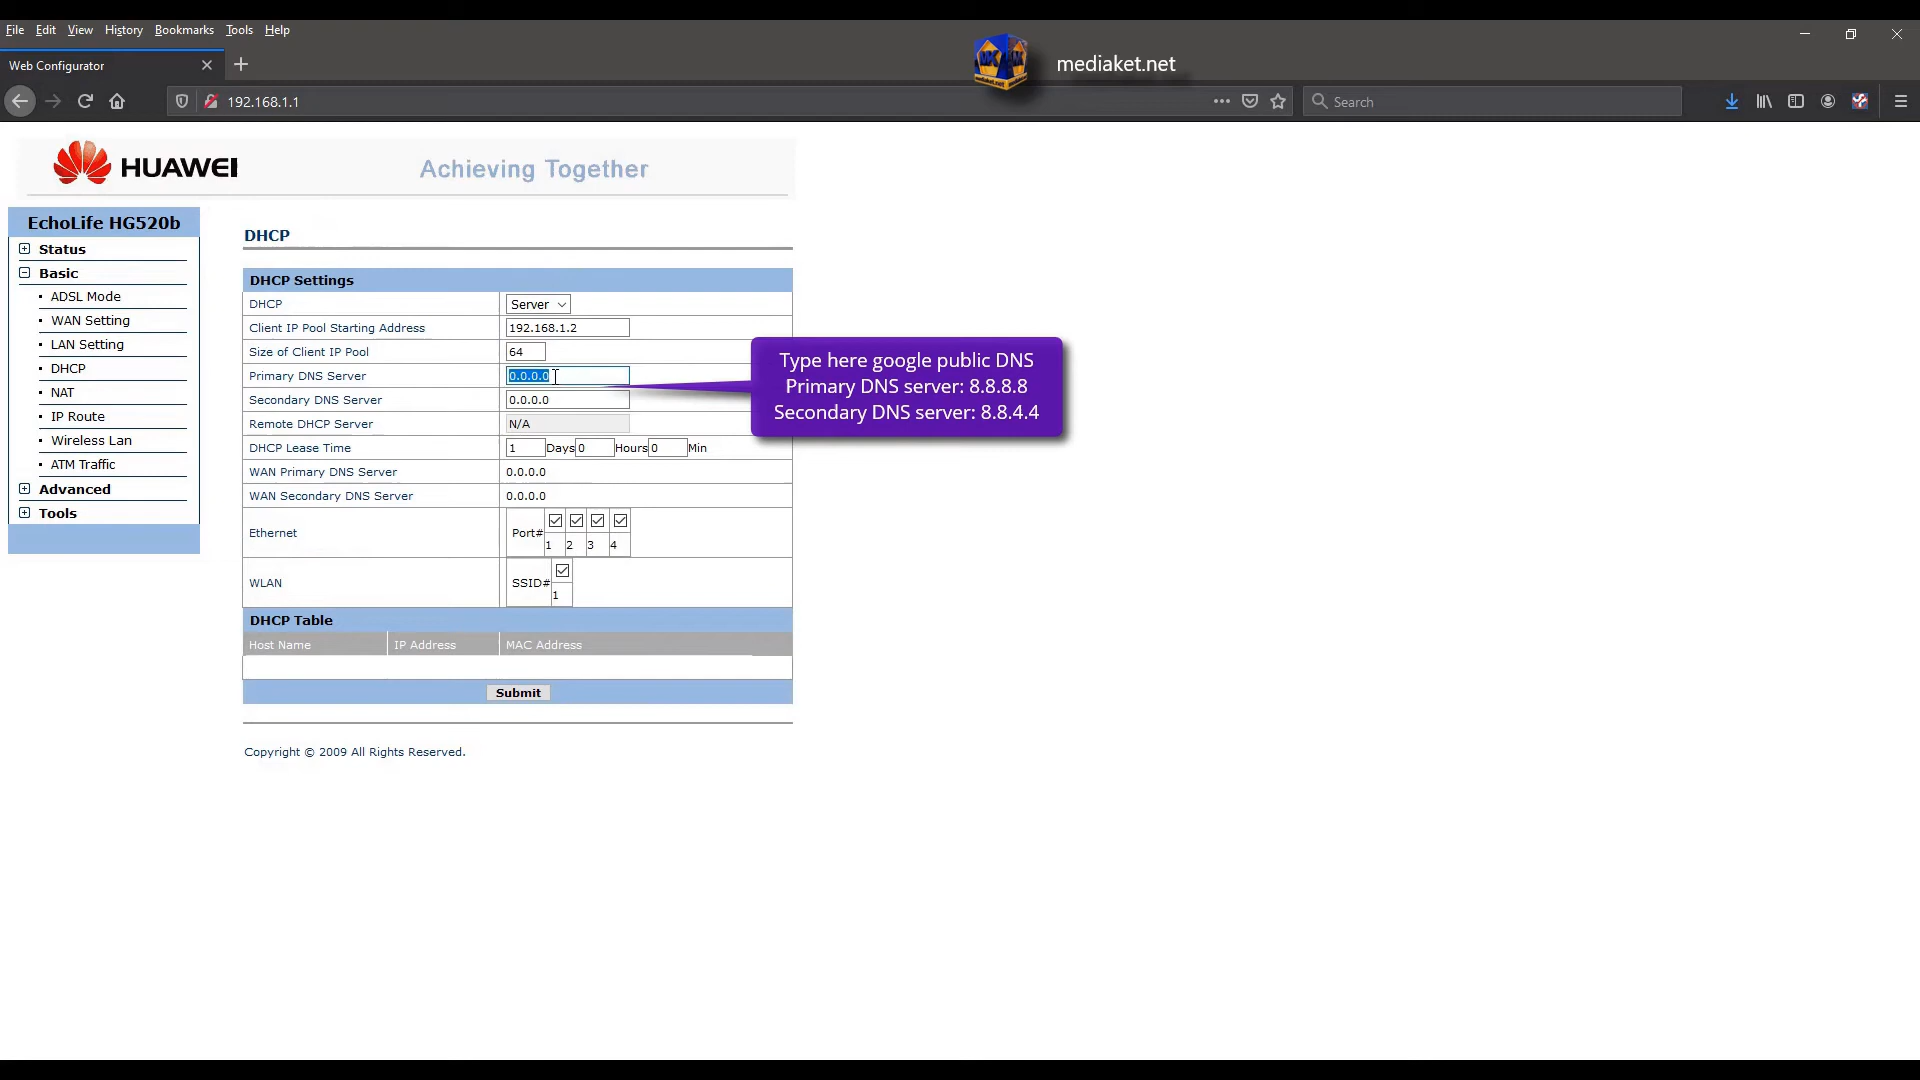 File Edit View History Bookmarks Tools Help
Web Configurator
mediaket.net
192.168.1.1
Search
HUAWEI
Achieving Together
EchoLife HG520b
Status
Basic
ADSL Mode
WAN Setting
LAN Setting
DHCP
NAT
IP Route
Wireless Lan
ATM Traffic
Advanced
Tools
DHCP
DHCP Settings
DHCP Server
Client IP Pool Starting Address 192.168.1.2
Size of Client IP Pool 64
Primary DNS Server 0.0.0.0
Secondary DNS Server 0.0.0.0
Remote DHCP Server N/A
DHCP Lease Time 1 Days 0 Hours 0 Min
WAN Primary DNS Server 0.0.0.0
WAN Secondary DNS Server 0.0.0.0
Ethernet Port# 1 2 3 4
WLAN SSID# 1
DHCP Table
Host Name IP Address MAC Address
Submit
Copyright © 2009 All Rights Reserved.
Type here google public DNS
Primary DNS server: 8.8.8.8
Secondary DNS server: 8.8.4.4